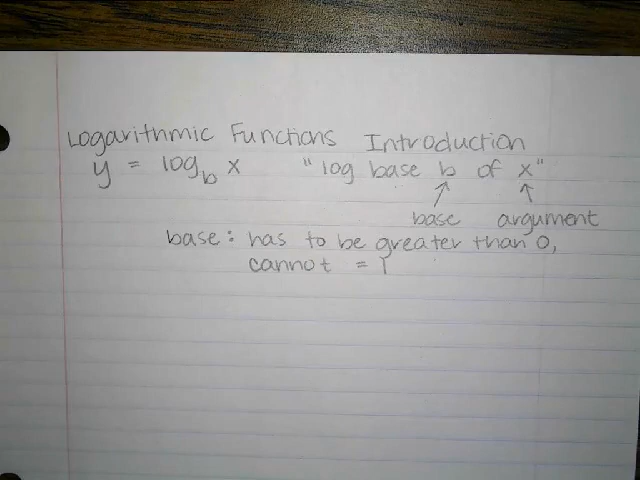 Logarithmic Functions Introduction
y = log_b x "log base b of x"
base argument
base: has to be greater than 0,
cannot = 1